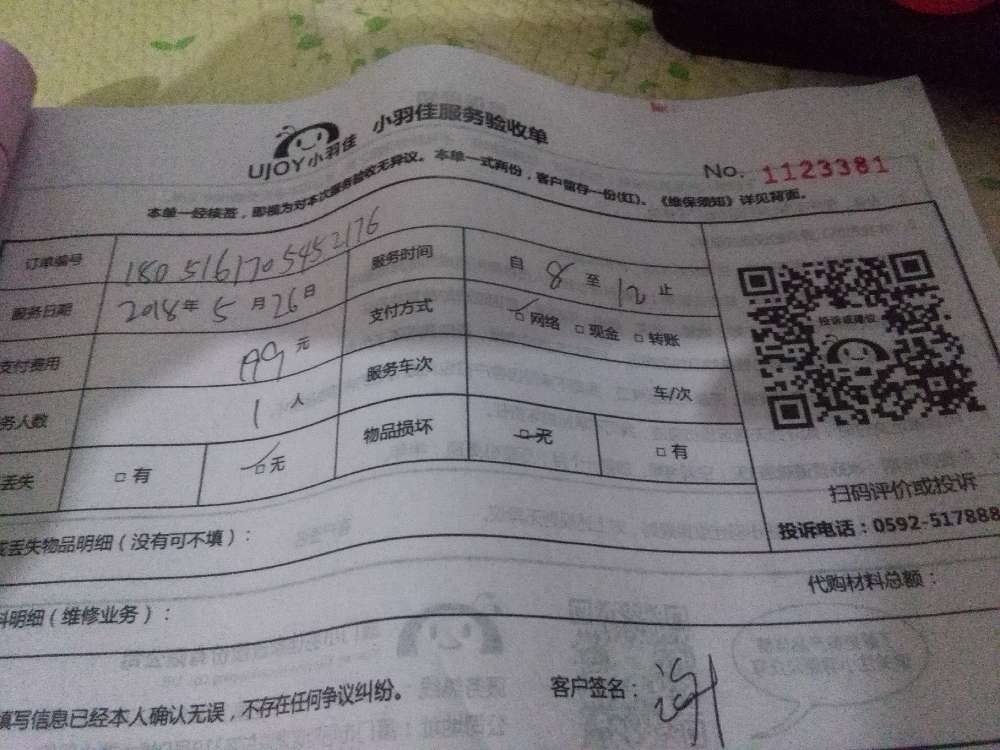 UJOY小羽佳 小羽佳服务验收单
No. 1123381
本单一经核签，即视为对本次服务验收无异议。本单一式两份，客户留存一份(红)。《维保须知》详见背面。
订单编号 1805161705452176 服务时间 自 8 至 12 止
服务日期 2018年 5 月 26 日 支付方式 □网络 □现金 □转账
支付费用 199 元 服务车次 车/次
务人数 1 人 物品损坏 □无 □有
丢失 □有 □无
投诉或建议
扫码评价或投诉
投诉电话：0592-517888
丢失物品明细（没有可不填）：
代购材料总额：
料明细（维修业务）：
填写信息已经本人确认无误，不存在任何争议纠纷。
客户签名：